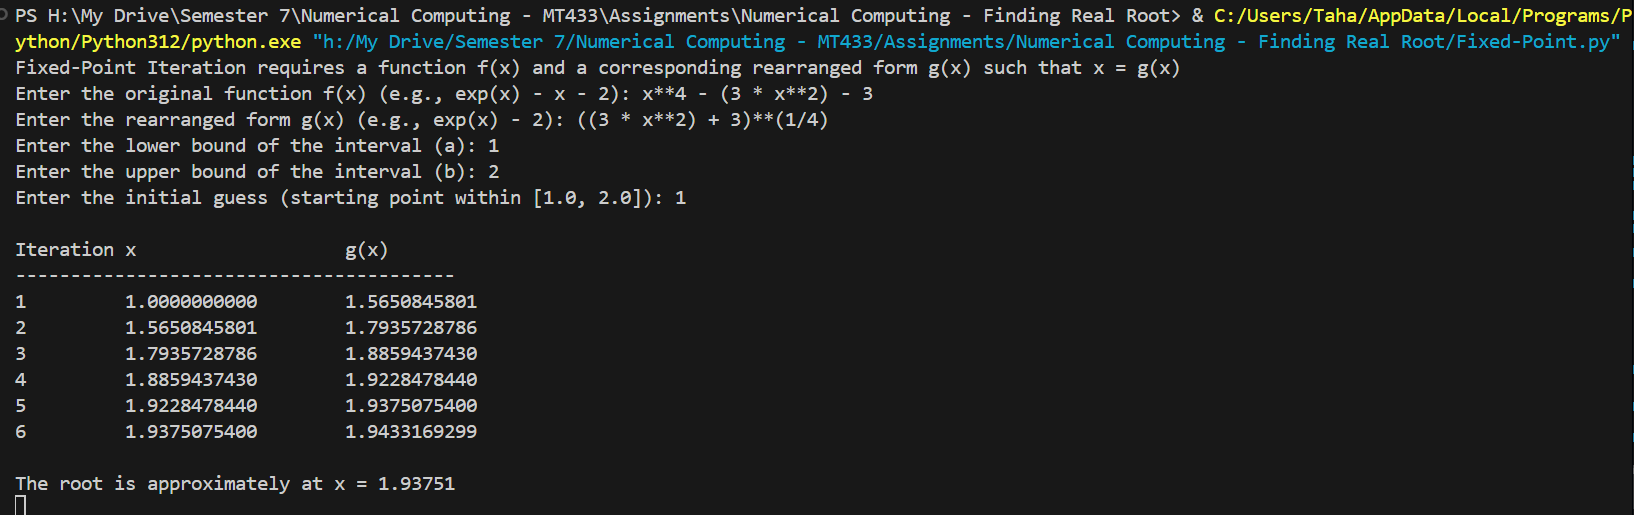 PS H:\My Drive\Semester 7\Numerical Computing - MT433\Assignments\Numerical Computing - Finding Real Root> & C:/Users/Taha/AppData/Local/Programs/P
ython/Python312/python.exe "h:/My Drive/Semester 7/Numerical Computing - MT433/Assignments/Numerical Computing - Finding Real Root/Fixed-Point.py"
Fixed-Point Iteration requires a function f(x) and a corresponding rearranged form g(x) such that x = g(x)
Enter the original function f(x) (e.g., exp(x) - x - 2): x**4 - (3 * x**2) - 3
Enter the rearranged form g(x) (e.g., exp(x) - 2): ((3 * x**2) + 3)**(1/4)
Enter the lower bound of the interval (a): 1
Enter the upper bound of the interval (b): 2
Enter the initial guess (starting point within [1.0, 2.0]): 1
Iteration x                   g(x)
----------------------------------------
1         1.0000000000        1.5650845801
2         1.5650845801        1.7935728786
3         1.7935728786        1.8859437430
4         1.8859437430        1.9228478440
5         1.9228478440        1.9375075400
6         1.9375075400        1.9433169299
The root is approximately at x = 1.93751